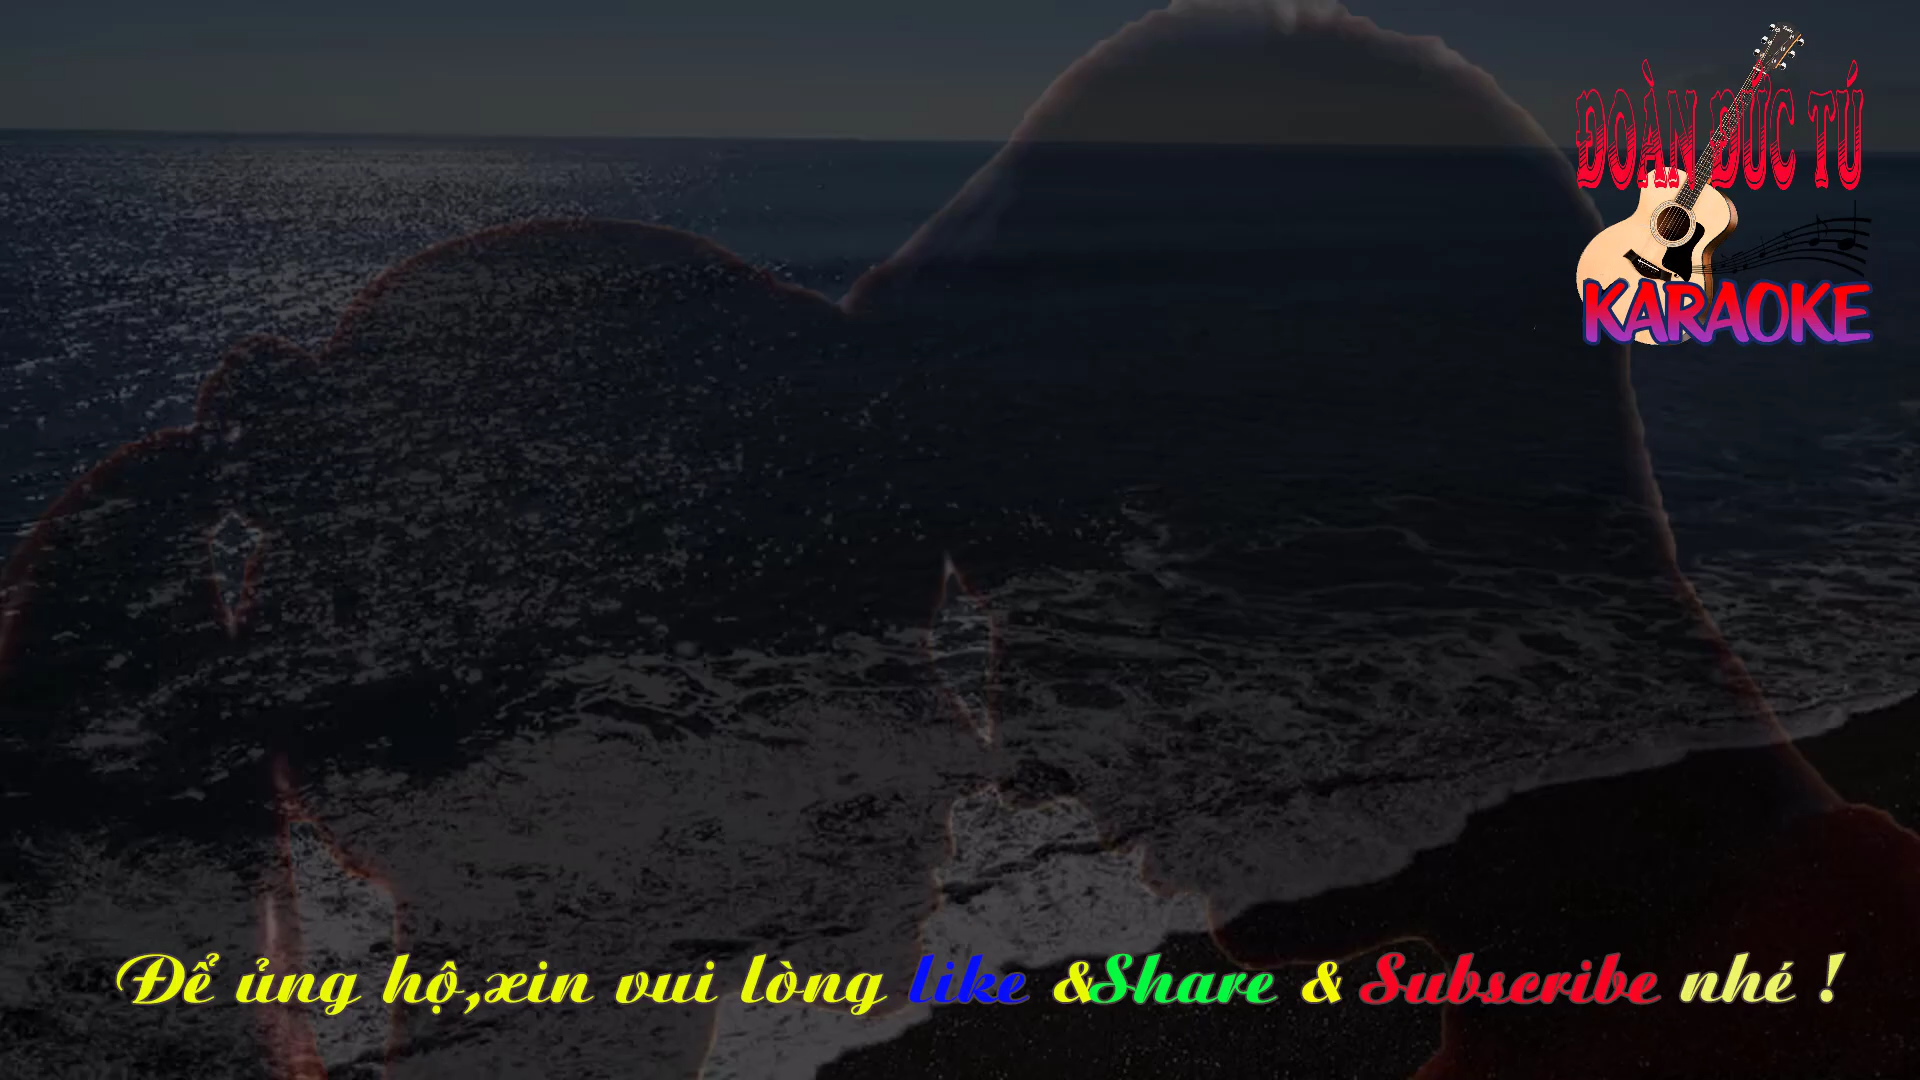 ĐOÀN ĐỨC TÚ
KARAOKE
Để ủng hộ,xin vui lòng like &Share & Subscribe nhé !